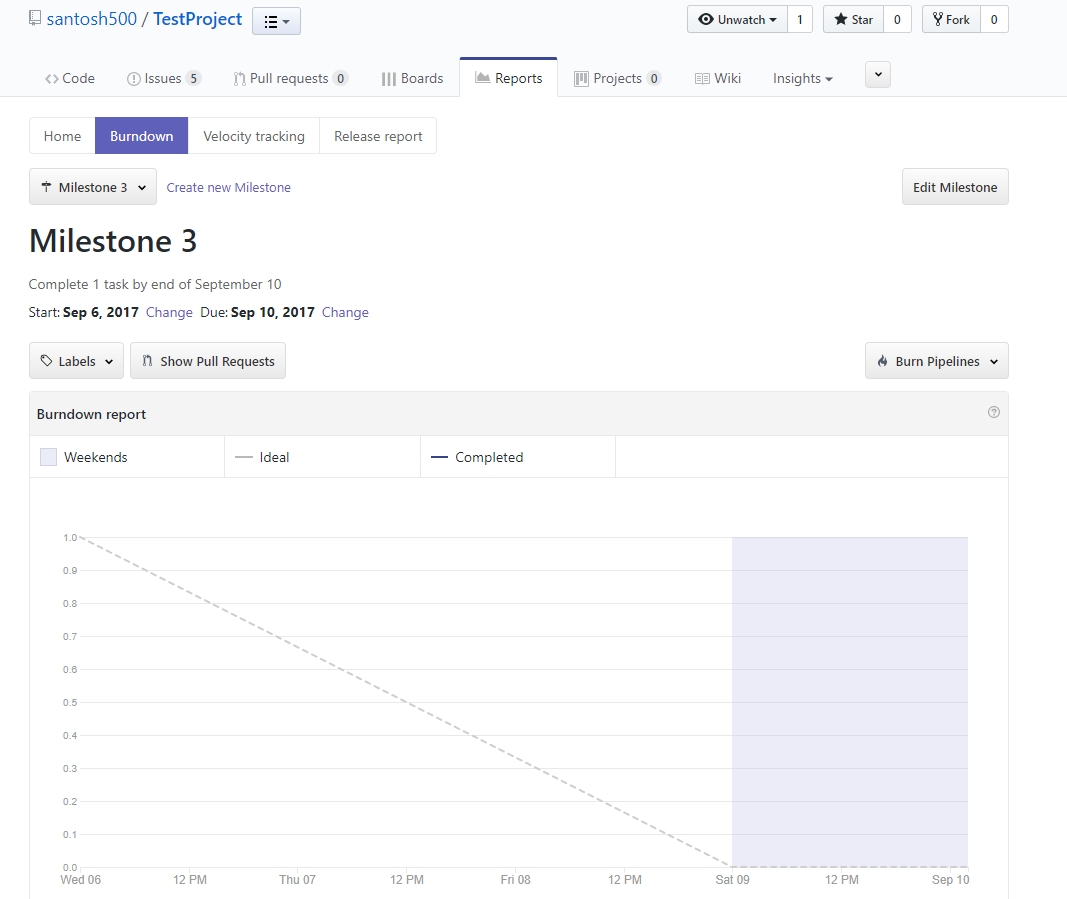 santosh500 / TestProject
Unwatch 1 Star 0 Fork 0
Code Issues 5 Pull requests 0 Boards Reports Projects 0 Wiki Insights
Home Burndown Velocity tracking Release report
Milestone 3 Create new Milestone Edit Milestone
Milestone 3
Complete 1 task by end of September 10
Start: Sep 6, 2017 Change Due: Sep 10, 2017 Change
Labels Show Pull Requests Burn Pipelines
Burndown report ?
Weekends Ideal Completed
1.0
0.9
0.8
0.7
0.6
0.5
0.4
0.3
0.2
0.1
0.0
Wed 06 12 PM Thu 07 12 PM Fri 08 12 PM Sat 09 12 PM Sep 10